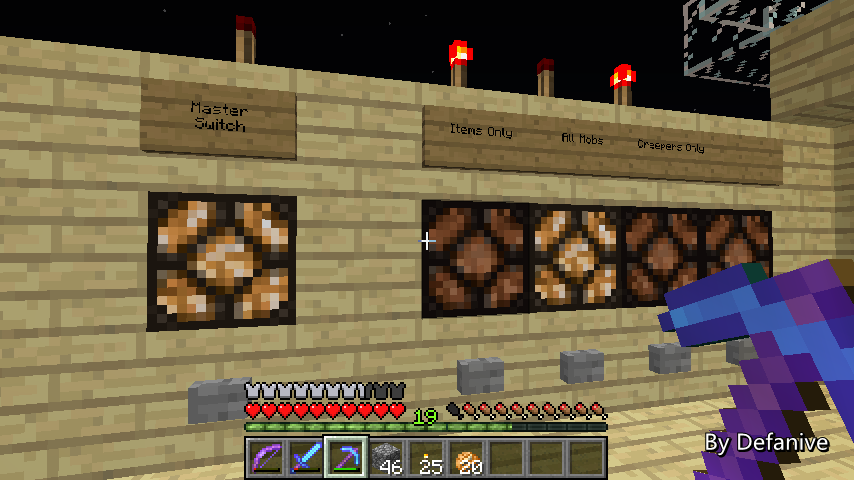 Master
Switch
Items Only
All Mobs
Creepers Only
19
46
25
20
By Defanive